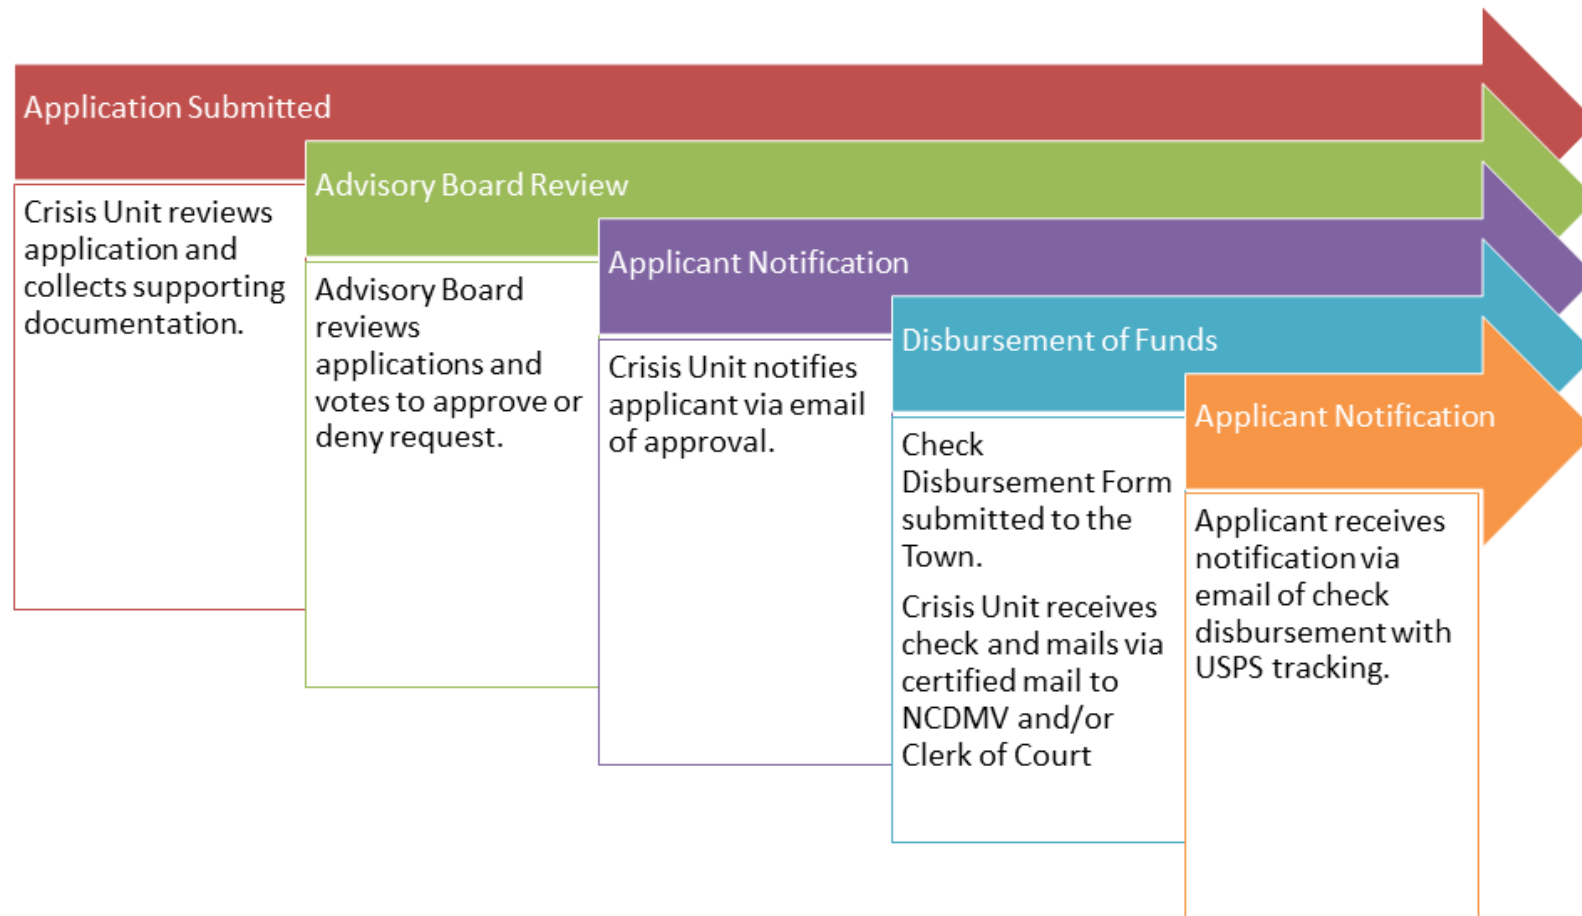 Application Submitted
Crisis Unit reviews
application and
collects supporting
documentation.
Advisory Board Review
Advisory Board
reviews
applications and
votes to approve or
deny request.
Applicant Notification
Crisis Unit notifies
applicant via email
of approval.
Disbursement of Funds
Check
Disbursement Form
submitted to the
Town.
Crisis Unit receives
check and mails via
certified mail to
NCDMV and/or
Clerk of Court
Applicant Notification
Applicant receives
notification via
email of check
disbursement with
USPS tracking.